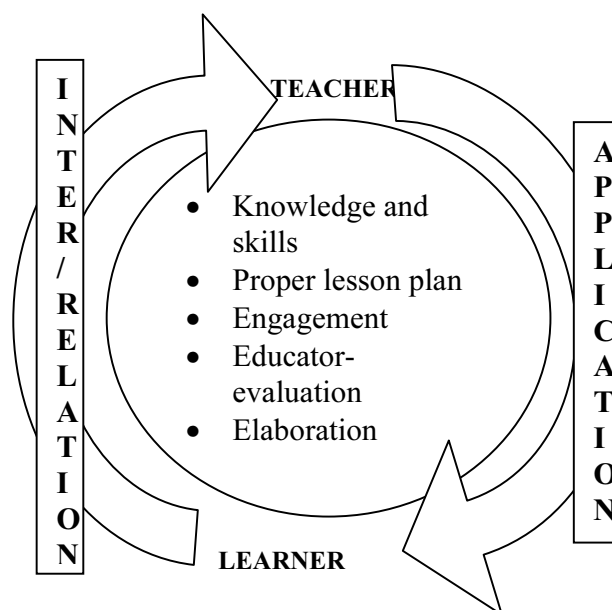 TEACHER
INTER/RELATION
• Knowledge and
skills
• Proper lesson plan
• Engagement
• Educator-
evaluation
• Elaboration
APPLICATION
LEARNER